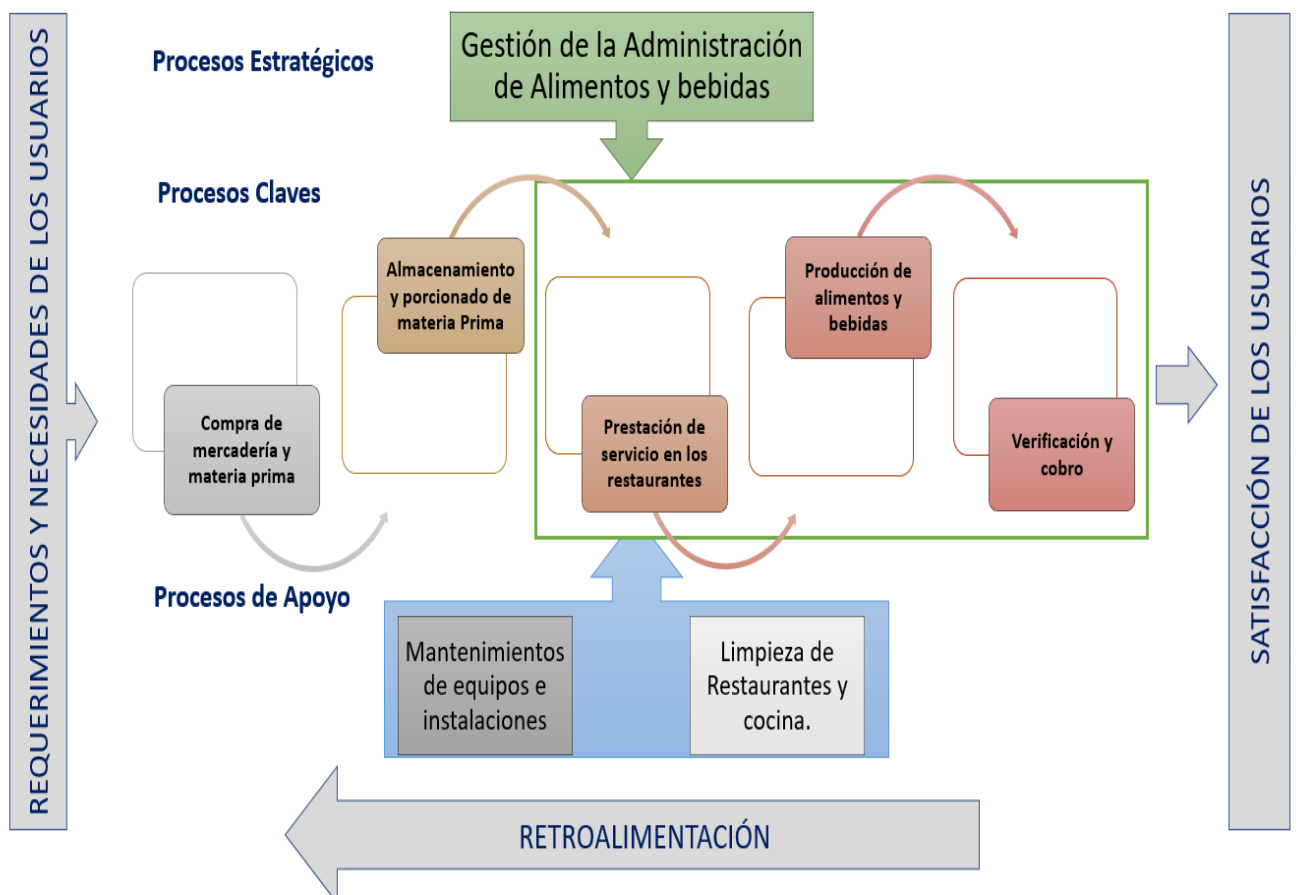 REQUERIMIENTOS Y NECESIDADES DE LOS USUARIOS
Procesos Estratégicos
Gestión de la Administración
de Alimentos y bebidas
Procesos Claves
Compra de
mercadería y
materia prima
Almacenamiento
y porcionado de
materia Prima
Prestación de
servicio en los
restaurantes
Producción de
alimentos y
bebidas
Verificación y
cobro
Procesos de Apoyo
Mantenimientos
de equipos e
instalaciones
Limpieza de
Restaurantes y
cocina.
RETROALIMENTACIÓN
SATISFACCIÓN DE LOS USUARIOS